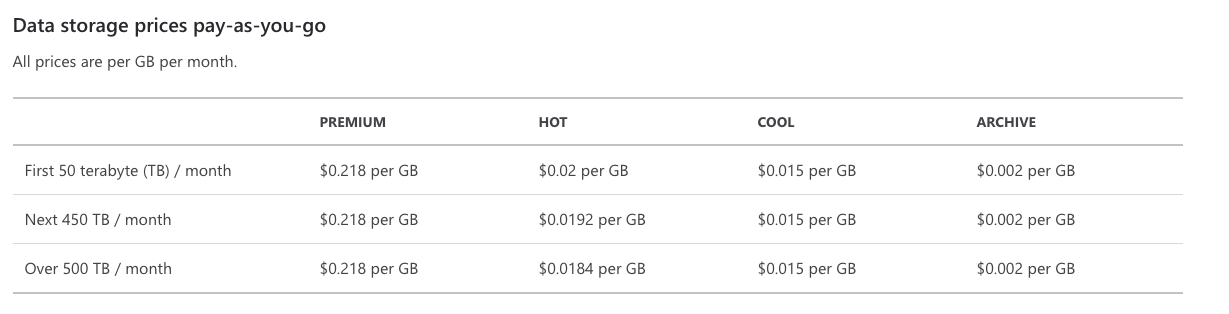 Data storage prices pay-as-you-go
All prices are per GB per month.
PREMIUM HOT COOL ARCHIVE
First 50 terabyte (TB) / month $0.218 per GB $0.02 per GB $0.015 per GB $0.002 per GB
Next 450 TB / month $0.218 per GB $0.0192 per GB $0.015 per GB $0.002 per GB
Over 500 TB / month $0.218 per GB $0.0184 per GB $0.015 per GB $0.002 per GB